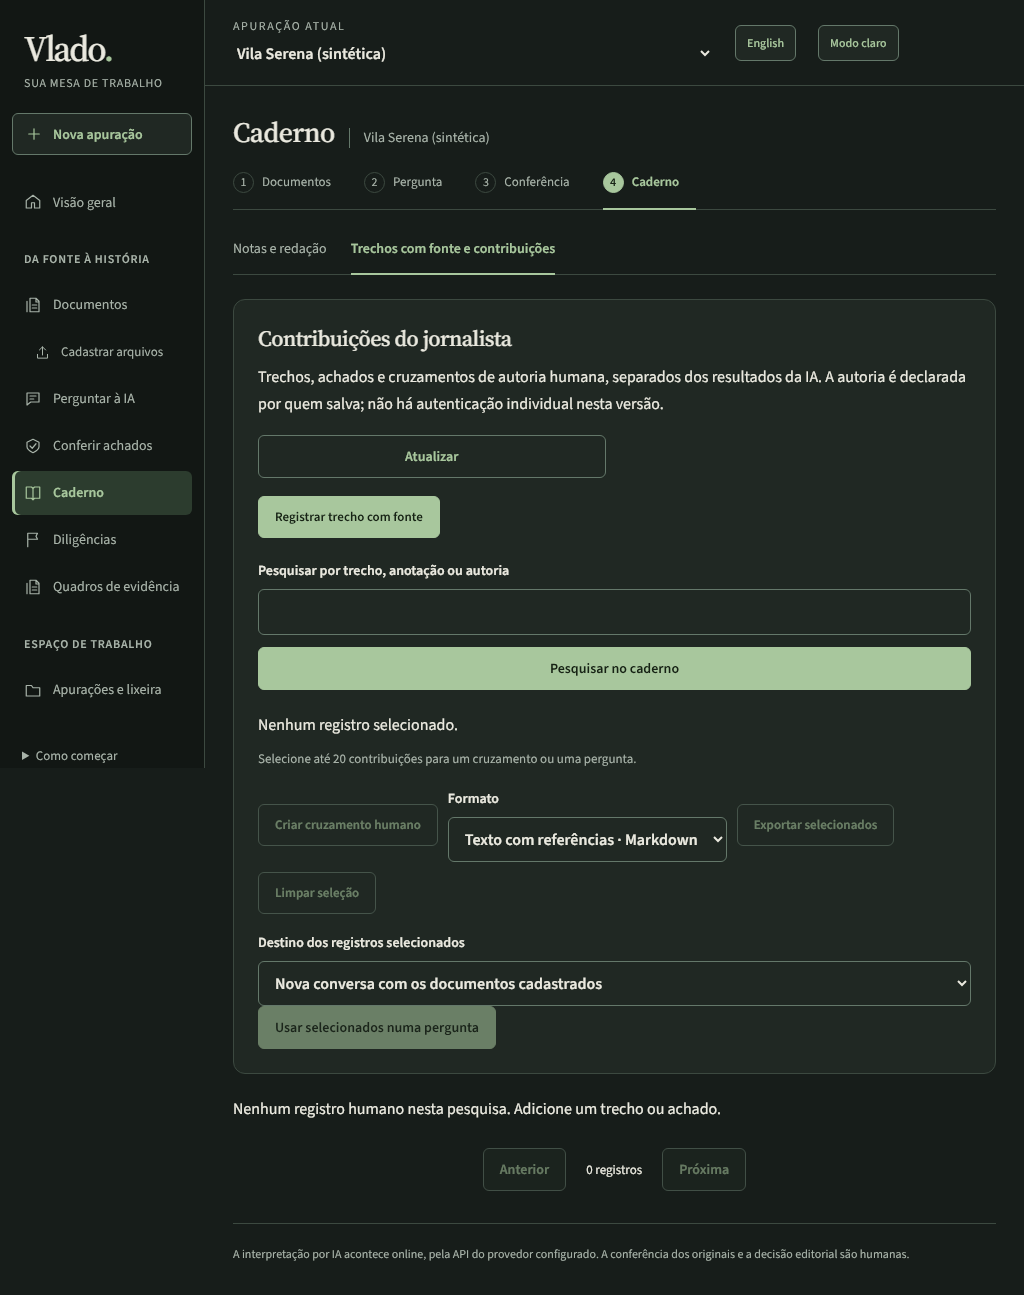 Vlado.
SUA MESA DE TRABALHO
Nova apuração
Visão geral
DA FONTE À HISTÓRIA
Documentos
Cadastrar arquivos
Perguntar à IA
Conferir achados
Caderno
Diligências
Quadros de evidência
ESPAÇO DE TRABALHO
Apurações e lixeira
Como começar
APURAÇÃO ATUAL
Vila Serena (sintética)
English
Modo claro
Caderno
Vila Serena (sintética)
1 Documentos
2 Pergunta
3 Conferência
4 Caderno
Notas e redação
Trechos com fonte e contribuições
Contribuições do jornalista
Trechos, achados e cruzamentos de autoria humana, separados dos resultados da IA. A autoria é declarada
por quem salva; não há autenticação individual nesta versão.
Atualizar
Registrar trecho com fonte
Pesquisar por trecho, anotação ou autoria
Pesquisar no caderno
Nenhum registro selecionado.
Selecione até 20 contribuições para um cruzamento ou uma pergunta.
Criar cruzamento humano
Formato
Texto com referências · Markdown
Exportar selecionados
Limpar seleção
Destino dos registros selecionados
Nova conversa com os documentos cadastrados
Usar selecionados numa pergunta
Nenhum registro humano nesta pesquisa. Adicione um trecho ou achado.
Anterior
0 registros
Próxima
A interpretação por IA acontece online, pela API do provedor configurado. A conferência dos originais e a decisão editorial são humanas.